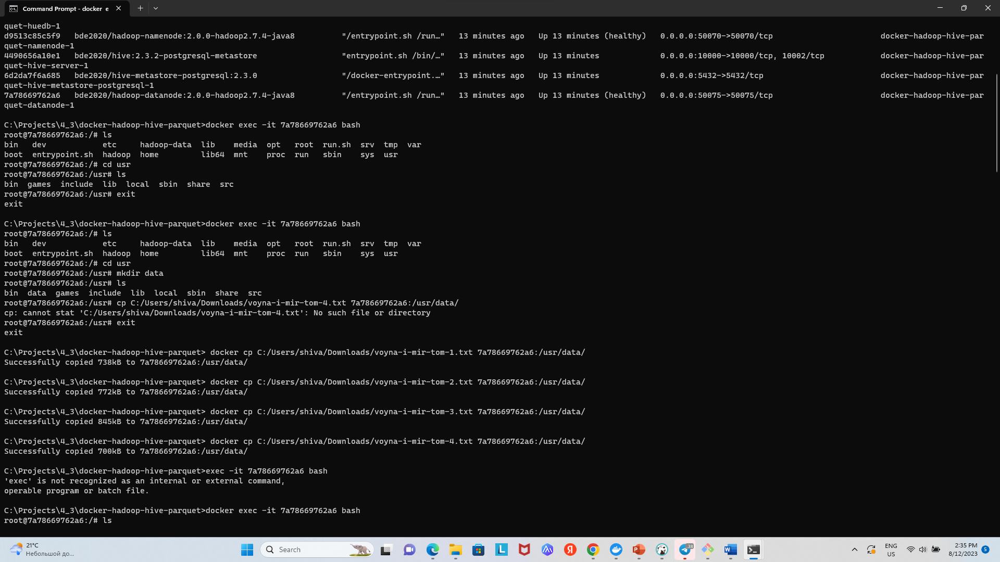 Command Prompt - docker e
quet-huedb-1
d9513c85c5f9   bde2020/hadoop-namenode:2.0.0-hadoop2.7.4-java8          "/entrypoint.sh /run…"   13 minutes ago   Up 13 minutes (healthy)   0.0.0.0:50070->50070/tcp                       docker-hadoop-hive-par
quet-namenode-1
4490656a10e1   bde2020/hive:2.3.2-postgresql-metastore                  "entrypoint.sh /bin/…"   13 minutes ago   Up 13 minutes             0.0.0.0:10000->10000/tcp, 10002/tcp            docker-hadoop-hive-par
quet-hive-server-1
6d2da7f6a685   bde2020/hive-metastore-postgresql:2.3.0                  "/docker-entrypoint.…"   13 minutes ago   Up 13 minutes             0.0.0.0:5432->5432/tcp                         docker-hadoop-hive-par
quet-hive-metastore-postgresql-1
7a78669762a6   bde2020/hadoop-datanode:2.0.0-hadoop2.7.4-java8          "/entrypoint.sh /run…"   13 minutes ago   Up 13 minutes (healthy)   0.0.0.0:50075->50075/tcp                       docker-hadoop-hive-par
quet-datanode-1
C:\Projects\4_3\docker-hadoop-hive-parquet>docker exec -it 7a78669762a6 bash
root@7a78669762a6:/# ls
bin   dev            etc     hadoop-data  lib    media  opt   root  run.sh  srv  tmp  var
boot  entrypoint.sh  hadoop  home         lib64  mnt    proc  run   sbin    sys  usr
root@7a78669762a6:/# cd usr
root@7a78669762a6:/usr# ls
bin  games  include  lib  local  sbin  share  src
root@7a78669762a6:/usr# exit
exit
C:\Projects\4_3\docker-hadoop-hive-parquet>docker exec -it 7a78669762a6 bash
root@7a78669762a6:/# ls
bin   dev            etc     hadoop-data  lib    media  opt   root  run.sh  srv  tmp  var
boot  entrypoint.sh  hadoop  home         lib64  mnt    proc  run   sbin    sys  usr
root@7a78669762a6:/# cd usr
root@7a78669762a6:/usr# mkdir data
root@7a78669762a6:/usr# ls
bin  data  games  include  lib  local  sbin  share  src
root@7a78669762a6:/usr# cp C:/Users/shiva/Downloads/voyna-i-mir-tom-4.txt 7a78669762a6:/usr/data/
cp: cannot stat 'C:/Users/shiva/Downloads/voyna-i-mir-tom-4.txt': No such file or directory
root@7a78669762a6:/usr# exit
exit
C:\Projects\4_3\docker-hadoop-hive-parquet> docker cp C:/Users/shiva/Downloads/voyna-i-mir-tom-1.txt 7a78669762a6:/usr/data/
Successfully copied 738kB to 7a78669762a6:/usr/data/
C:\Projects\4_3\docker-hadoop-hive-parquet> docker cp C:/Users/shiva/Downloads/voyna-i-mir-tom-2.txt 7a78669762a6:/usr/data/
Successfully copied 772kB to 7a78669762a6:/usr/data/
C:\Projects\4_3\docker-hadoop-hive-parquet> docker cp C:/Users/shiva/Downloads/voyna-i-mir-tom-3.txt 7a78669762a6:/usr/data/
Successfully copied 845kB to 7a78669762a6:/usr/data/
C:\Projects\4_3\docker-hadoop-hive-parquet> docker cp C:/Users/shiva/Downloads/voyna-i-mir-tom-4.txt 7a78669762a6:/usr/data/
Successfully copied 700kB to 7a78669762a6:/usr/data/
C:\Projects\4_3\docker-hadoop-hive-parquet>exec -it 7a78669762a6 bash
'exec' is not recognized as an internal or external command,
operable program or batch file.
C:\Projects\4_3\docker-hadoop-hive-parquet>docker exec -it 7a78669762a6 bash
root@7a78669762a6:/# ls
21°C
Небольшой до...
Search
38
ENG
US
2:35 PM
8/12/2023
5